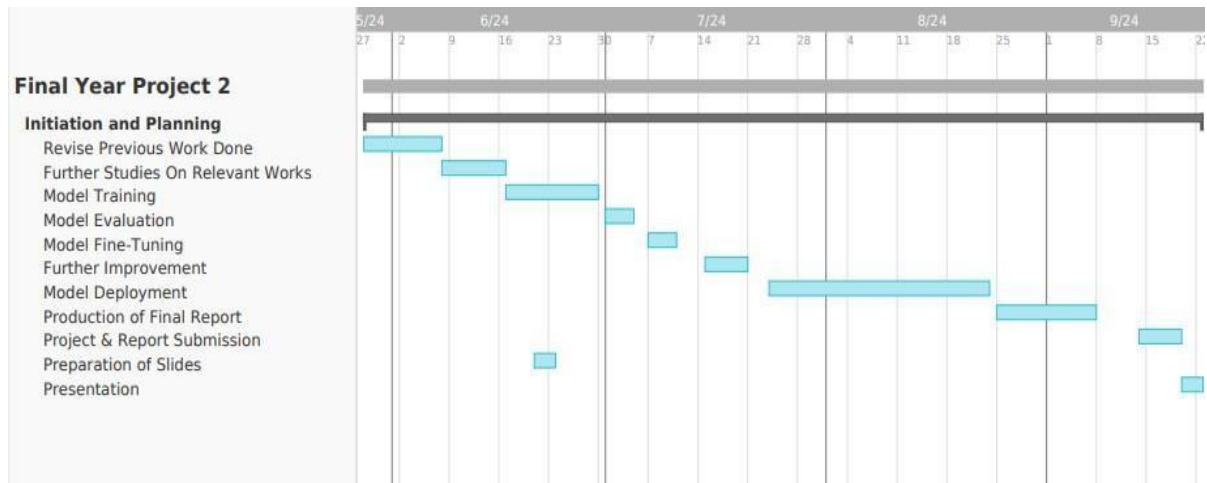 5/24 6/24 7/24 8/24 9/24
27 2 9 16 23 30 7 14 21 28 4 11 18 25 1 8 15 22
Final Year Project 2
Initiation and Planning
Revise Previous Work Done
Further Studies On Relevant Works
Model Training
Model Evaluation
Model Fine-Tuning
Further Improvement
Model Deployment
Production of Final Report
Project & Report Submission
Preparation of Slides
Presentation